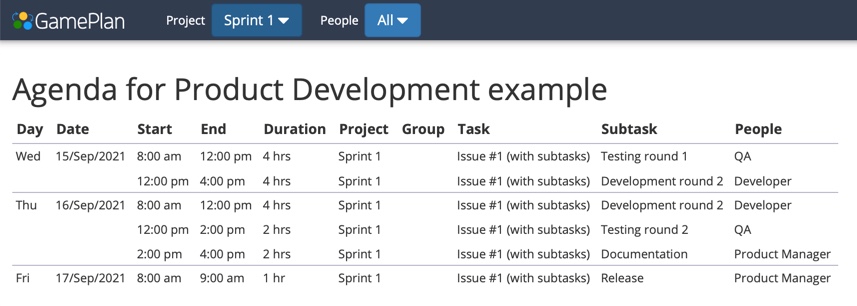 GamePlan Project Sprint 1 People All
Agenda for Product Development example
Day Date Start End Duration Project Group Task Subtask People
Wed 15/Sep/2021 8:00 am 12:00 pm 4 hrs Sprint 1 Issue #1 (with subtasks) Testing round 1 QA
12:00 pm 4:00 pm 4 hrs Sprint 1 Issue #1 (with subtasks) Development round 2 Developer
Thu 16/Sep/2021 8:00 am 12:00 pm 4 hrs Sprint 1 Issue #1 (with subtasks) Development round 2 Developer
12:00 pm 2:00 pm 2 hrs Sprint 1 Issue #1 (with subtasks) Testing round 2 QA
2:00 pm 4:00 pm 2 hrs Sprint 1 Issue #1 (with subtasks) Documentation Product Manager
Fri 17/Sep/2021 8:00 am 9:00 am 1 hr Sprint 1 Issue #1 (with subtasks) Release Product Manager